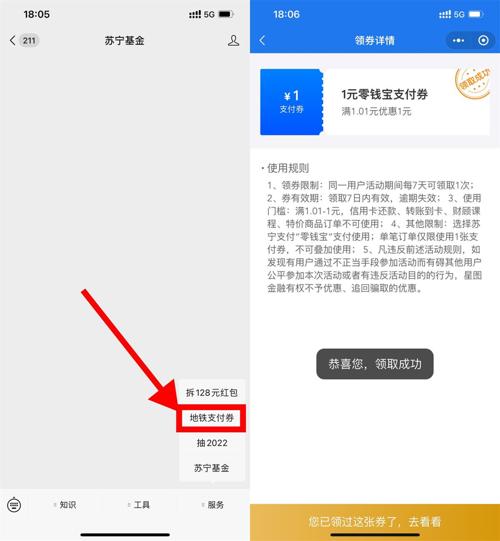 18:05
5G
211
苏宁基金
拆128元红包
地铁支付券
抽2022
苏宁基金
知识
工具
服务
18:06
5G
领券详情
¥1
支付券
1元零钱宝支付券
满1.01元优惠1元
领取成功
·使用规则
1、领券限制：同一用户活动期间每7天可领取1次；
2、券有效期：领取7日内有效，逾期失效；3、使用
门槛：满1.01-1元，信用卡还款、转账到卡、财顾课
程、特价商品订单不可使用；4、其他限制：选择苏
宁支付“零钱宝”支付使用；单笔订单仅限使用1张支
付券，不可叠加使用；5、凡违反前述活动规则，如
发现有用户通过不正当手段参加活动而有碍其他用户
公平参加本次活动或者有违反活动目的的行为，星图
金融有权不予优惠、追回骗取的优惠。
恭喜您，领取成功
您已领过这张券了，去看看